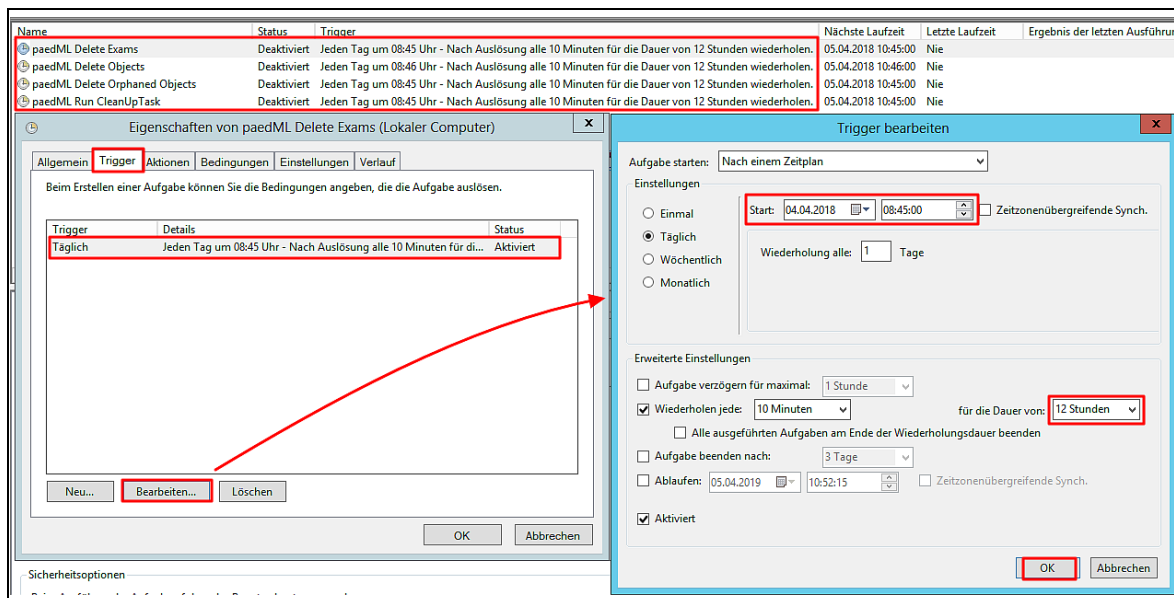 Name Status Trigger Nächste Laufzeit Letzte Laufzeit Ergebnis der letzten Ausführu
paedML Delete Exams Deaktiviert Jeden Tag um 08:45 Uhr - Nach Auslösung alle 10 Minuten für die Dauer von 12 Stunden wiederholen. 05.04.2018 10:45:00 Nie
paedML Delete Objects Deaktiviert Jeden Tag um 08:46 Uhr - Nach Auslösung alle 10 Minuten für die Dauer von 12 Stunden wiederholen. 05.04.2018 10:46:00 Nie
paedML Delete Orphaned Objects Deaktiviert Jeden Tag um 08:45 Uhr - Nach Auslösung alle 10 Minuten für die Dauer von 12 Stunden wiederholen. 05.04.2018 10:45:00 Nie
paedML Run CleanUpTask Deaktiviert Jeden Tag um 08:45 Uhr - Nach Auslösung alle 10 Minuten für die Dauer von 12 Stunden wiederholen. 05.04.2018 10:45:00 Nie
Eigenschaften von paedML Delete Exams (Lokaler Computer) x
Allgemein Trigger Aktionen Bedingungen Einstellungen Verlauf
Beim Erstellen einer Aufgabe können Sie die Bedingungen angeben, die die Aufgabe auslösen.
Trigger Details Status
Täglich Jeden Tag um 08:45 Uhr - Nach Auslösung alle 10 Minuten für di... Aktiviert
Neu... Bearbeiten... Löschen
OK Abbrechen
Sicherheitsoptionen
Trigger bearbeiten x
Aufgabe starten: Nach einem Zeitplan
Einstellungen
Einmal
Täglich
Wöchentlich
Monatlich
Start: 04.04.2018 08:45:00 Zeitzonenübergreifende Synch.
Wiederholung alle: 1 Tage
Erweiterte Einstellungen
Aufgabe verzögern für maximal: 1 Stunde
Wiederholen jede: 10 Minuten für die Dauer von: 12 Stunden
Alle ausgeführten Aufgaben am Ende der Wiederholungsdauer beenden
Aufgabe beenden nach: 3 Tage
Ablaufen: 05.04.2019 10:52:15 Zeitzonenübergreifende Synch.
Aktiviert
OK Abbrechen